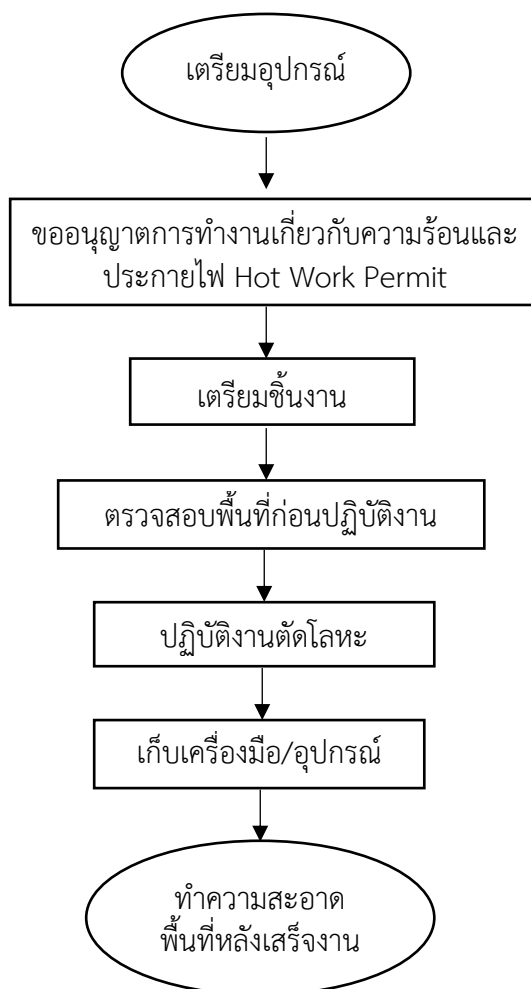 เตรียมอุปกรณ์
ขออนุญาตการทำงานเกี่ยวกับความร้อนและ
ประกายไฟ Hot Work Permit
เตรียมชิ้นงาน
ตรวจสอบพื้นที่ก่อนปฏิบัติงาน
ปฏิบัติงานตัดโลหะ
เก็บเครื่องมือ/อุปกรณ์
ทำความสะอาด
พื้นที่หลังเสร็จงาน